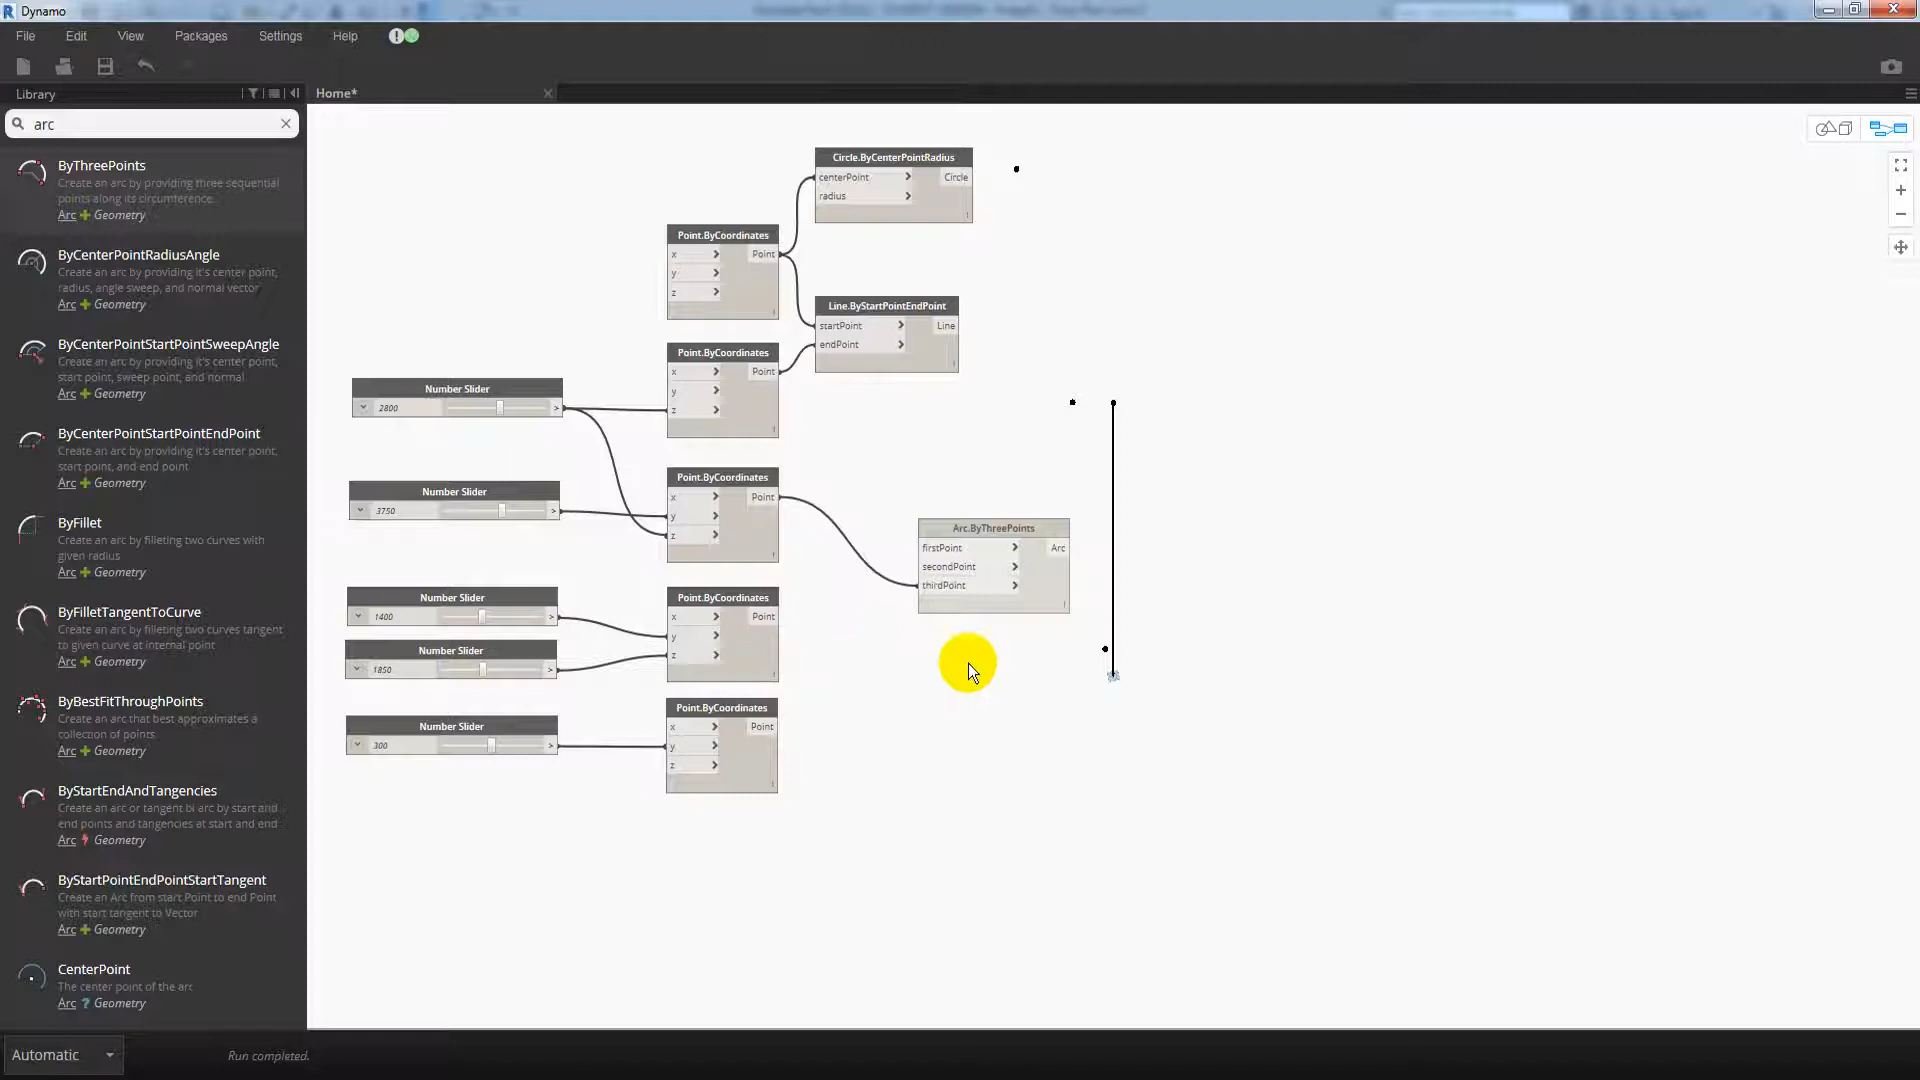 Dynamo
File Edit View Packages Settings Help
Library
Home*
arc
ByThreePoints
Create an arc by providing three sequential
points along its circumference.
Arc Geometry
ByCenterPointRadiusAngle
Create an arc by providing it's center point,
radius, angle sweep, and normal vector
Arc Geometry
ByCenterPointStartPointSweepAngle
Create an arc by providing it's center point,
start point, sweep point, and normal
Arc Geometry
ByCenterPointStartPointEndPoint
Create an arc by providing it's center point,
start point, and end point
Arc Geometry
ByFillet
Create an arc by filleting two curves with
given radius
Arc Geometry
ByFilletTangentToCurve
Create an arc by filleting two curves tangent
to given curve at internal point
Arc Geometry
ByBestFitThroughPoints
Create an arc that best approximates a
collection of points
Arc Geometry
ByStartEndAndTangencies
Create an arc or tangent bi arc by start and
end points and tangencies at start and end
Arc Geometry
ByStartPointEndPointStartTangent
Create an Arc from start Point to end Point
with start tangent to Vector
Arc Geometry
CenterPoint
The center point of the arc
Arc ? Geometry
Circle.ByCenterPointRadius
centerPoint > Circle
radius >
Point.ByCoordinates
x > Point
y >
z >
Line.ByStartPointEndPoint
startPoint > Line
endPoint >
Point.ByCoordinates
x > Point
y >
z >
Number Slider
2800 >
Point.ByCoordinates
x > Point
y >
z >
Number Slider
3750 >
Arc.ByThreePoints
firstPoint > Arc
secondPoint >
thirdPoint >
Number Slider
1400 >
Number Slider
1850 >
Point.ByCoordinates
x > Point
y >
z >
Number Slider
300 >
Point.ByCoordinates
x > Point
y >
z >
Automatic
Run completed.